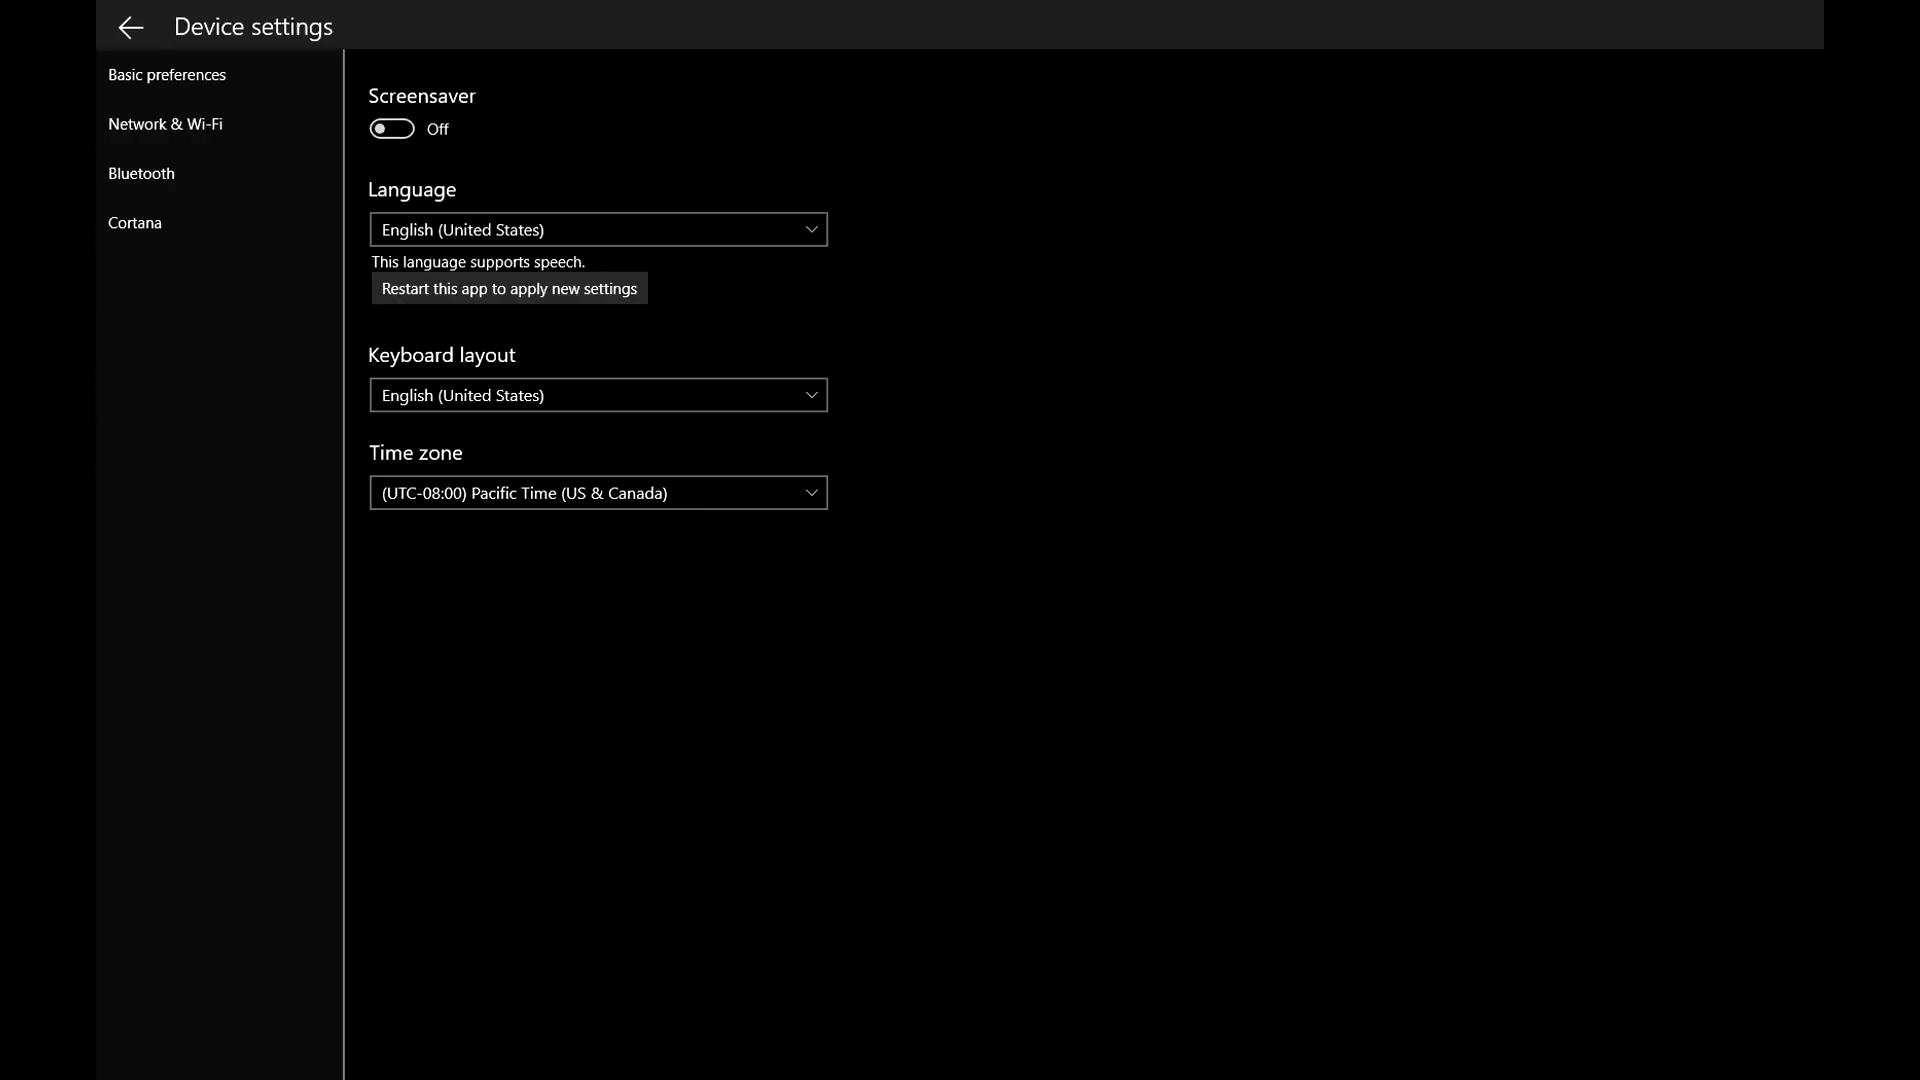 Device settings
Basic preferences
Network & Wi-Fi
Bluetooth
Cortana
Screensaver
Off
Language
English (United States)
This language supports speech.
Restart this app to apply new settings
Keyboard layout
English (United States)
Time zone
(UTC-08:00) Pacific Time (US & Canada)